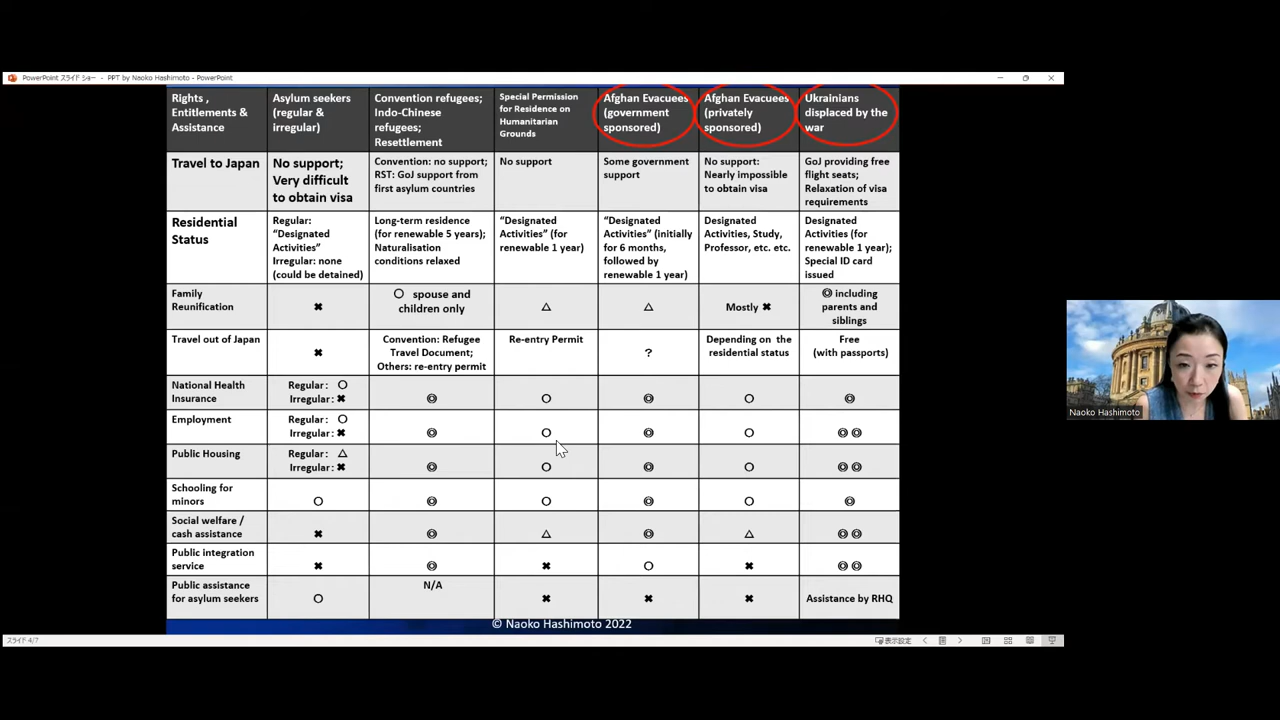 PowerPoint スライド ショー - PPT by Naoko Hashimoto - PowerPoint
Rights ,
Entitlements &
Assistance
Asylum seekers
(regular &
irregular)
Convention refugees;
Indo-Chinese
refugees;
Resettlement
Special Permission
for Residence on
Humanitarian
Grounds
Afghan Evacuees
(government
sponsored)
Afghan Evacuees
(privately
sponsored)
Ukrainians
displaced by the
war
Travel to Japan
No support;
Very difficult
to obtain visa
Convention: no support;
RST: GoJ support from
first asylum countries
No support
Some government
support
No support:
Nearly impossible
to obtain visa
GoJ providing free
flight seats;
Relaxation of visa
requirements
Residential
Status
Regular:
“Designated
Activities”
Irregular: none
(could be detained)
Long-term residence
(for renewable 5 years);
Naturalisation
conditions relaxed
“Designated
Activities” (for
renewable 1 year)
“Designated
Activities” (initially
for 6 months,
followed by
renewable 1 year)
Designated
Activities, Study,
Professor, etc. etc.
Designated
Activities (for
renewable 1 year);
Special ID card
issued
Family
Reunification
✖
○ spouse and
children only
△
△
Mostly ✖
◎ including
parents and
siblings
Travel out of Japan
✖
Convention: Refugee
Travel Document;
Others: re-entry permit
Re-entry Permit
?
Depending on the
residential status
Free
(with passports)
National Health
Insurance
Regular: ○
Irregular: ✖
◎
○
◎
○
◎
Employment
Regular: ○
Irregular: ✖
◎
○
◎
○
◎◎
Public Housing
Regular: △
Irregular: ✖
◎
○
◎
○
◎◎
Schooling for
minors
○
◎
○
◎
○
◎
Social welfare /
cash assistance
✖
◎
△
◎
△
◎◎
Public integration
service
✖
◎
✖
○
✖
◎◎
Public assistance
for asylum seekers
○
N/A
✖
✖
✖
Assistance by RHQ
© Naoko Hashimoto 2022
スライド 4/7
表示設定
Naoko Hashimoto